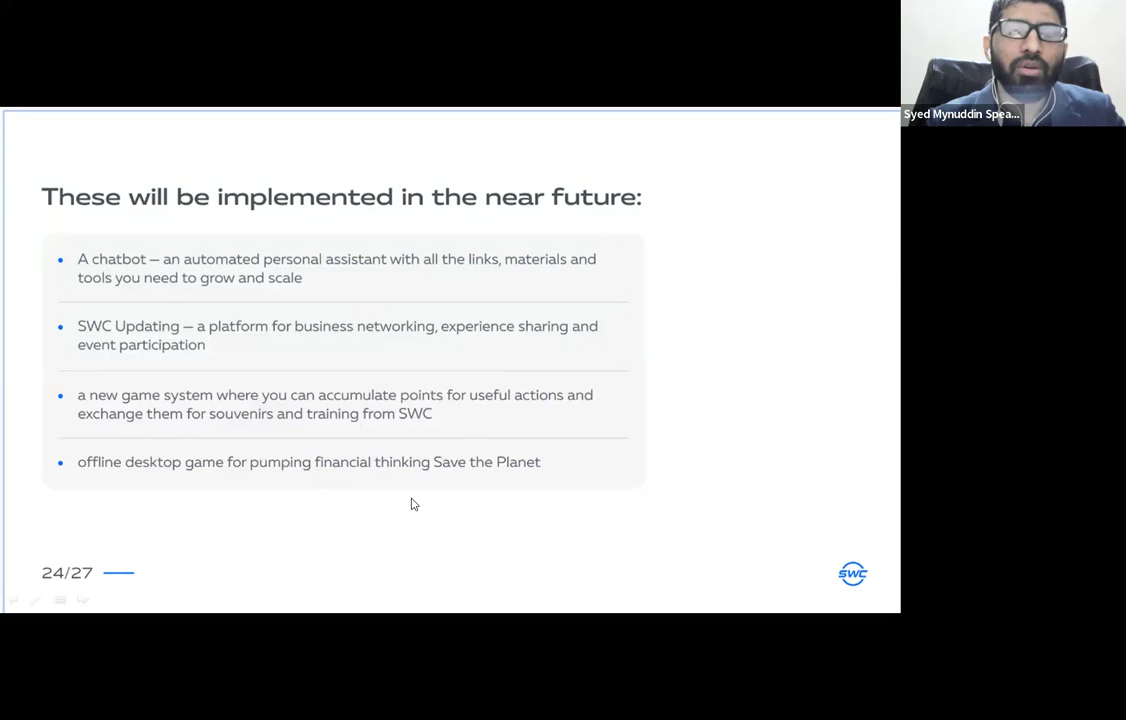 Syed Mynuddin Spea...
These will be implemented in the near future:
A chatbot — an automated personal assistant with all the links, materials and
tools you need to grow and scale
SWC Updating — a platform for business networking, experience sharing and
event participation
a new game system where you can accumulate points for useful actions and
exchange them for souvenirs and training from SWC
offline desktop game for pumping financial thinking Save the Planet
24/27
SWC